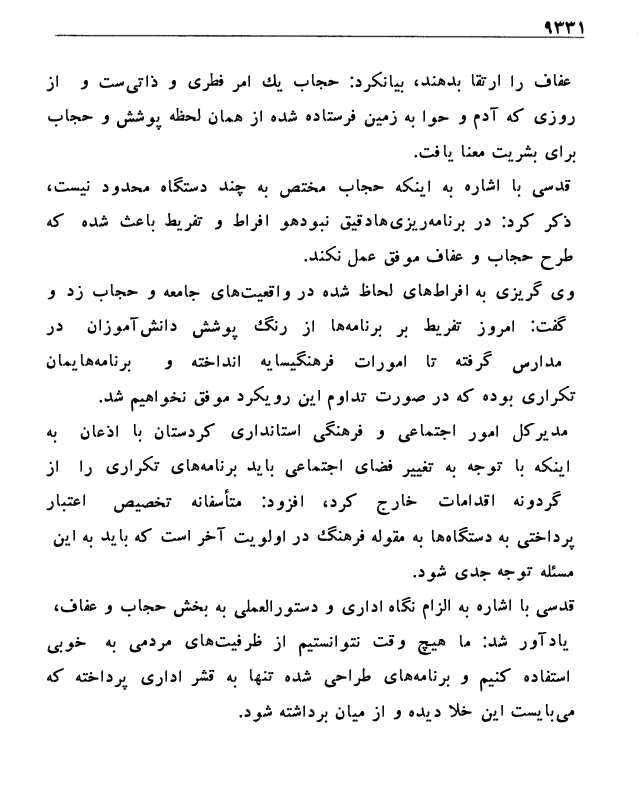 ۹۳۳۱
عفاف را ارتقا بدهند، بیانکرد: حجاب یك امر فطری و ذاتی‌ست و از
روزی که آدم و حوا به زمین فرستاده شده از همان لحظه پوشش و حجاب
برای بشریت معنا یافت.
قدسی با اشاره به اینکه حجاب مختص به چند دستگاه محدود نیست،
ذکر کرد: در برنامه‌ریزی‌هادقیق نبودهو افراط و تفریط باعث شده که
طرح حجاب و عفاف موفق عمل نکند.
وی گریزی به افراط‌های لحاظ شده در واقعیت‌های جامعه و حجاب زد و
گفت: امروز تفریط بر برنامه‌ها از رنگ پوشش دانش‌آموزان در
مدارس گرفته تا امورات فرهنگیسایه انداخته و برنامه‌هایمان
تکراری بوده که در صورت تداوم این رویکرد موفق نخواهیم شد.
مدیرکل امور اجتماعی و فرهنگی استانداری کردستان با اذعان به
اینکه با توجه به تغییر فضای اجتماعی باید برنامه‌های تکراری را از
گردونه اقدامات خارج کرد، افزود: متأسفانه تخصیص اعتبار
پرداختی به دستگاه‌ها به مقوله فرهنگ در اولویت آخر است که باید به این
مسئله توجه جدی شود.
قدسی با اشاره به الزام نگاه اداری و دستورالعملی به بخش حجاب و عفاف،
یادآور شد: ما هیچ وقت نتوانستیم از ظرفیت‌های مردمی به خوبی
استفاده کنیم و برنامه‌های طراحی شده تنها به قشر اداری پرداخته که
می‌بایست این خلا دیده و از میان برداشته شود.